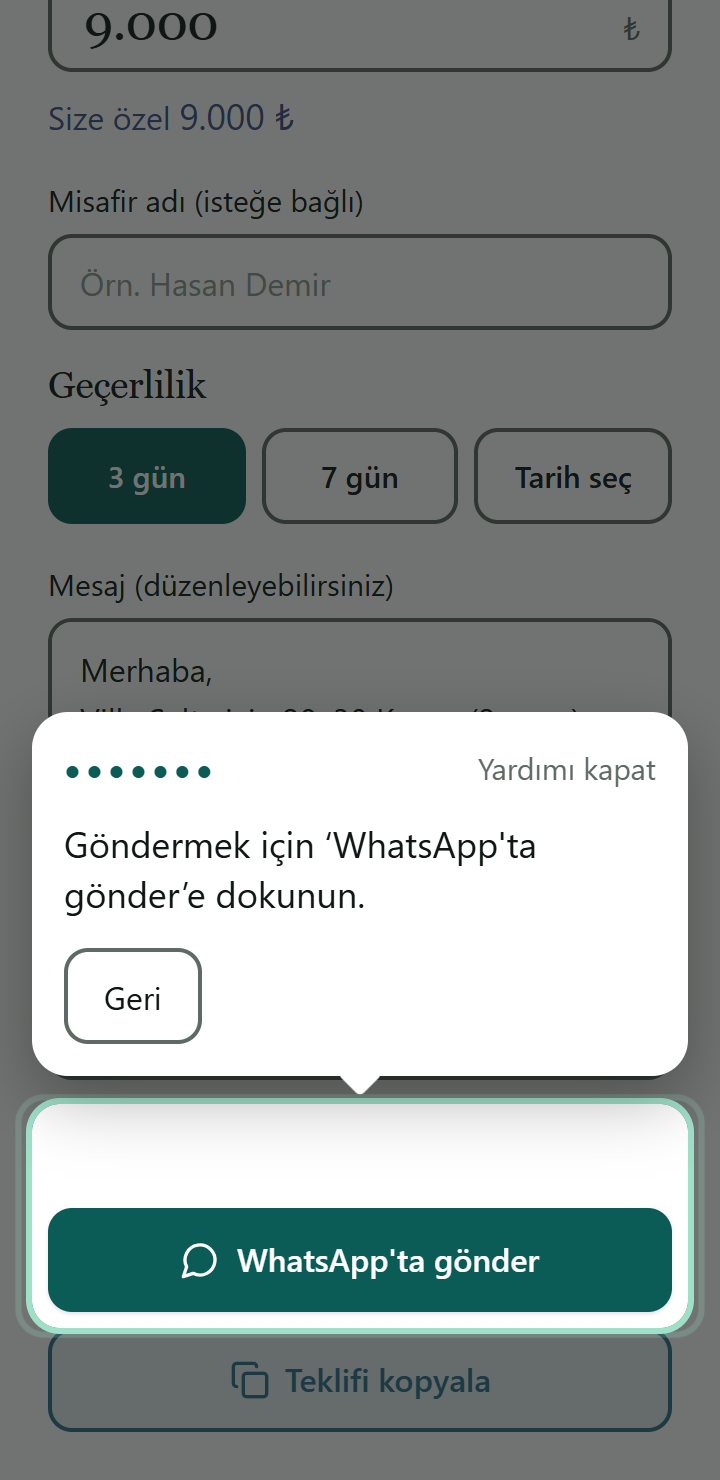 9.000 ₺
Size özel 9.000 ₺
Misafir adı (isteğe bağlı)
Örn. Hasan Demir
Geçerlilik
3 gün
7 gün
Tarih seç
Mesaj (düzenleyebilirsiniz)
Merhaba,
Yardımı kapat
Göndermek için ‘WhatsApp'ta
gönder’e dokunun.
Geri
WhatsApp'ta gönder
Teklifi kopyala